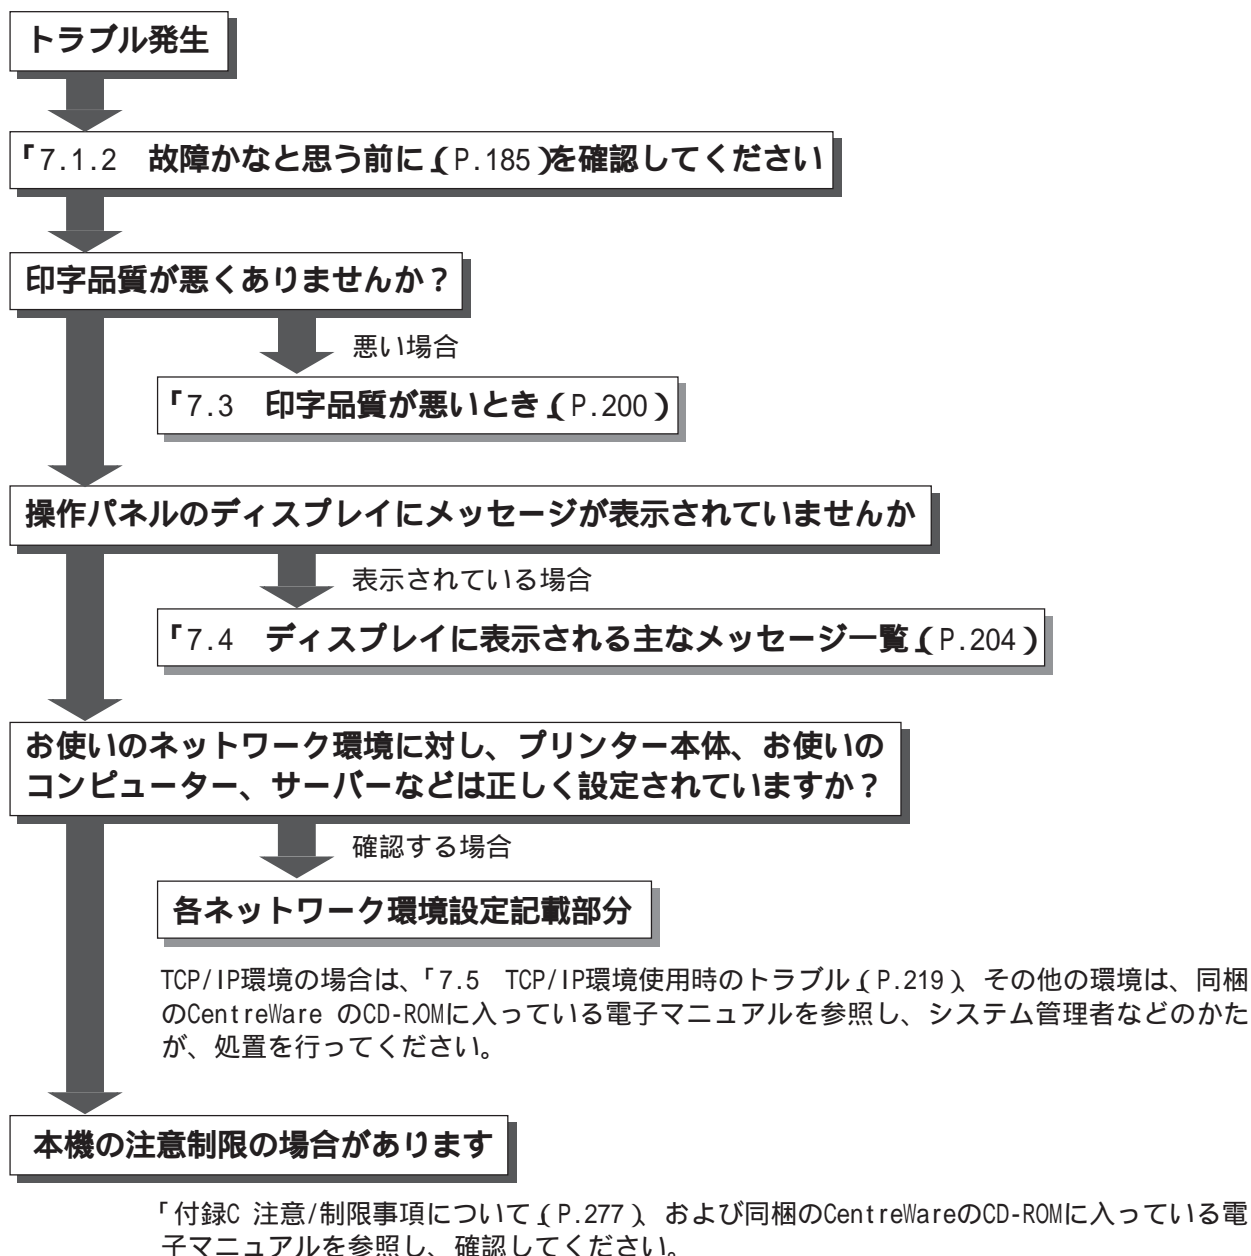 トラブル発生
「7.1.2 故障かなと思う前に」(P.185)を確認してください
印字品質が悪くありませんか？
悪い場合
「7.3 印字品質が悪いとき」(P.200)
操作パネルのディスプレイにメッセージが表示されていませんか
表示されている場合
「7.4 ディスプレイに表示される主なメッセージ一覧」(P.204)
お使いのネットワーク環境に対し、プリンター本体、お使いの
コンピューター、サーバーなどは正しく設定されていますか？
確認する場合
各ネットワーク環境設定記載部分
TCP/IP環境の場合は、「7.5 TCP/IP環境使用時のトラブル」(P.219)、その他の環境は、同梱
のCentreWare のCD-ROMに入っている電子マニュアルを参照し、システム管理者などのかた
が、処置を行ってください。
本機の注意制限の場合があります
「付録C 注意/制限事項について」(P.277)、および同梱のCentreWareのCD-ROMに入っている電
子マニュアルを参照し、確認してください。